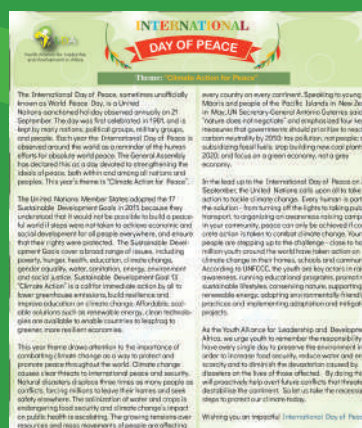 INTERNATIONAL
DAY OF PEACE
Youth Alliance for Leadership
and Development in Africa
Theme: "Climate Action for Peace"
The International Day of Peace, sometimes unofficially
known as World Peace Day, is a United
Nations-sanctioned holiday observed annually on 21
September. The day was first celebrated in 1981, and is
kept by many nations, political groups, military groups,
and peoples. Each year the International Day of Peace is
observed around the world as a reminder of the human
efforts for absolute world peace. The General Assembly
has declared this as a day devoted to strengthening the
ideals of peace, both within and among all nations and
peoples. This year's theme is "Climate Action for Peace".
The United Nations Member States adopted the 17
Sustainable Development Goals in 2015 because they
understood that it would not be possible to build a peace-
ful world if steps were not taken to achieve economic and
social development for all people everywhere, and ensure
that their rights were protected. The Sustainable Devel-
opment Goals cover a broad range of issues, including
poverty, hunger, health, education, climate change,
gender equality, water, sanitation, energy, environment
and social justice. Sustainable Development Goal 13
"Climate Action" is a call for immediate action by all to
lower greenhouse emissions, build resilience and
improve education on climate change. Affordable, scal-
able solutions such as renewable energy, clean technolo-
gies are available to enable countries to leapfrog to
greener, more resilient economies.
This year theme draws attention to the importance of
combatting climate change as a way to protect and
promote peace throughout the world. Climate change
causes clear threats to international peace and security.
Natural disasters displace three times as many people as
conflicts, forcing millions to leave their homes and seek
safety elsewhere. The salinization of water and crops is
endangering food security and climate change's impact
on public health is escalating. The growing tensions over
resources and mass movements of people are affecting
every country on every continent. Speaking to young
Māoris and people of the Pacific Islands in New Zea
in May, UN Secretary-General António Guterres said
"nature does not negotiate" and emphasized four key
measures that governments should prioritize to reach
carbon neutrality by 2050: tax pollution, not people; s
subsidizing fossil fuels; stop building new coal plants
2020; and focus on a green economy, not a grey
economy.
In the lead up to the International Day of Peace on 2
September, the United Nations calls upon all to take
action to tackle climate change. Every human is part
the solution - from turning off the lights to taking publ
transport, to organizing an awareness raising campa
in your community, peace can only be achieved if con
crete action is taken to combat climate change. Youn
people are stepping up to the challenge - close to ha
million youth around the world have taken action on
climate change in their homes, schools and commun
According to UNFCCC, the youth are key actors in rais
awareness, running educational programs, promoti
sustainable lifestyles, conserving nature, supporting
renewable energy, adopting environmentally-friendl
practices and implementing adaptation and mitigati
projects.
As the Youth Alliance for Leadership and Developme
Africa, we urge youth to remember the responsibility
have every single day to preserve the environment in
order to increase food security, reduce water and en
scarcity and to diminish the devastation caused by
disasters on the lives of those affected. By doing this
will proactively help avert future conflicts that threate
destabilise the continent. So let us take the necessar
steps to protect our climate today.
Wishing you an impactful International Day of Peac